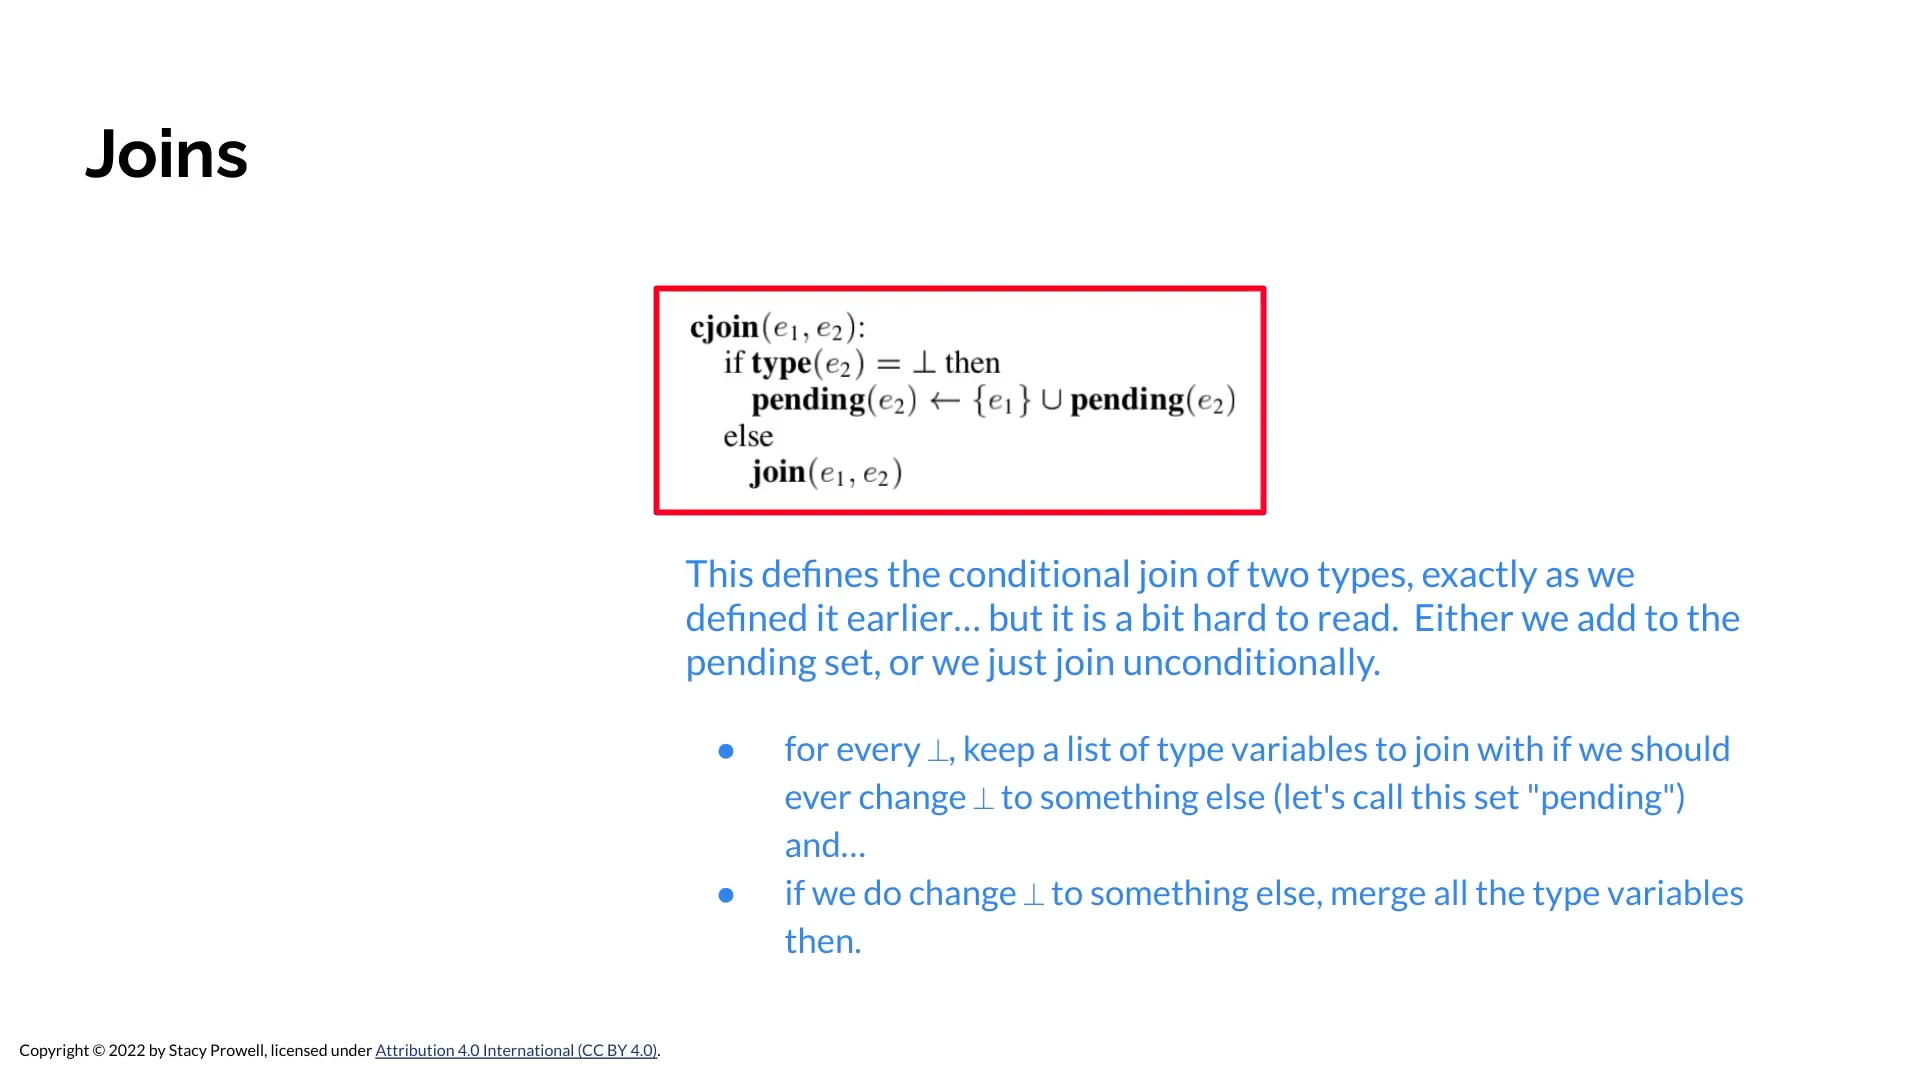 Joins
cjoin(e₁, e₂):
if type(e₂) = ⊥ then
pending(e₂) ← {e₁} ∪ pending(e₂)
else
join(e₁, e₂)
This defines the conditional join of two types, exactly as we
defined it earlier… but it is a bit hard to read.  Either we add to the
pending set, or we just join unconditionally.
● for every ⊥, keep a list of type variables to join with if we should
ever change ⊥ to something else (let's call this set "pending")
and…
● if we do change ⊥ to something else, merge all the type variables
then.
Copyright © 2022 by Stacy Prowell, licensed under Attribution 4.0 International (CC BY 4.0).